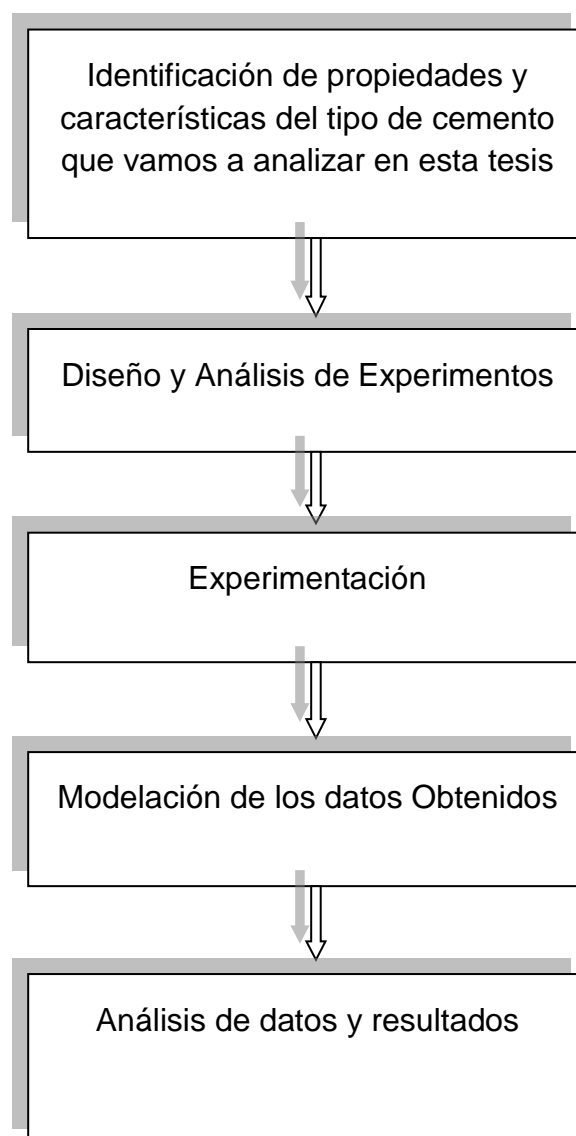 Identificación de propiedades y
características del tipo de cemento
que vamos a analizar en esta tesis
Diseño y Análisis de Experimentos
Experimentación
Modelación de los datos Obtenidos
Análisis de datos y resultados